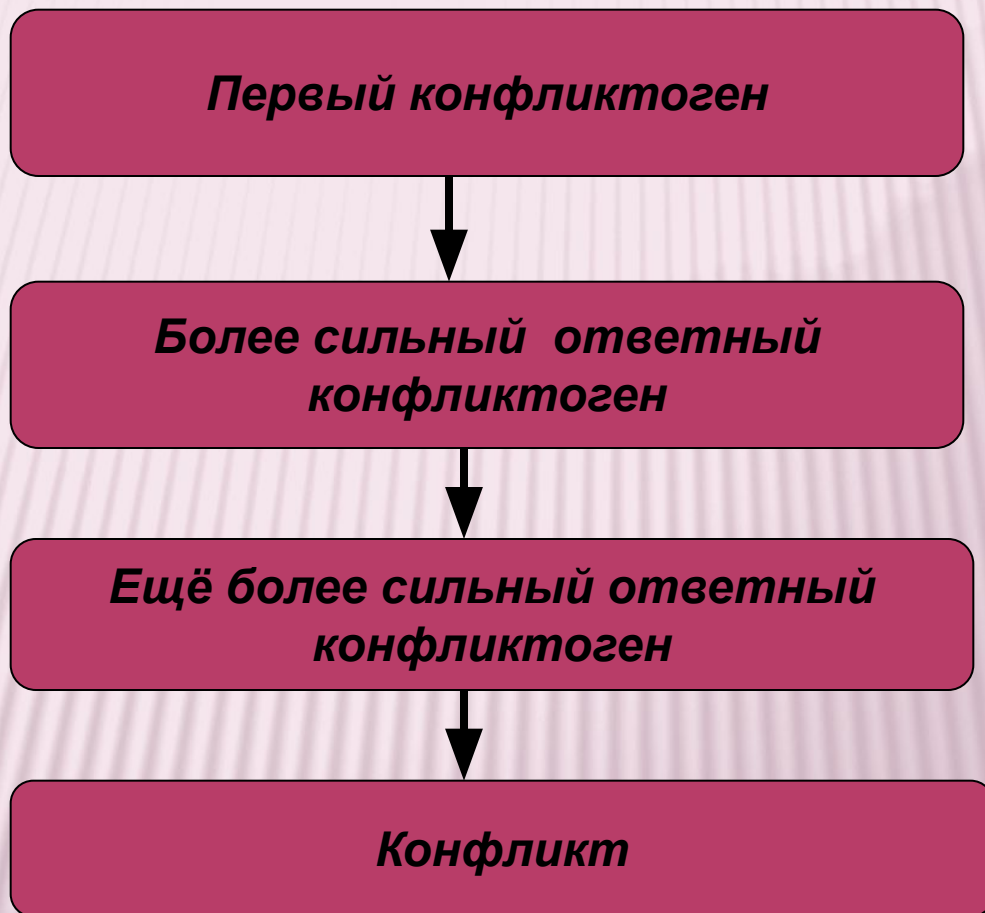 Первый конфликтоген
Более сильный  ответный
конфликтоген
Ещё более сильный ответный
конфликтоген
Конфликт